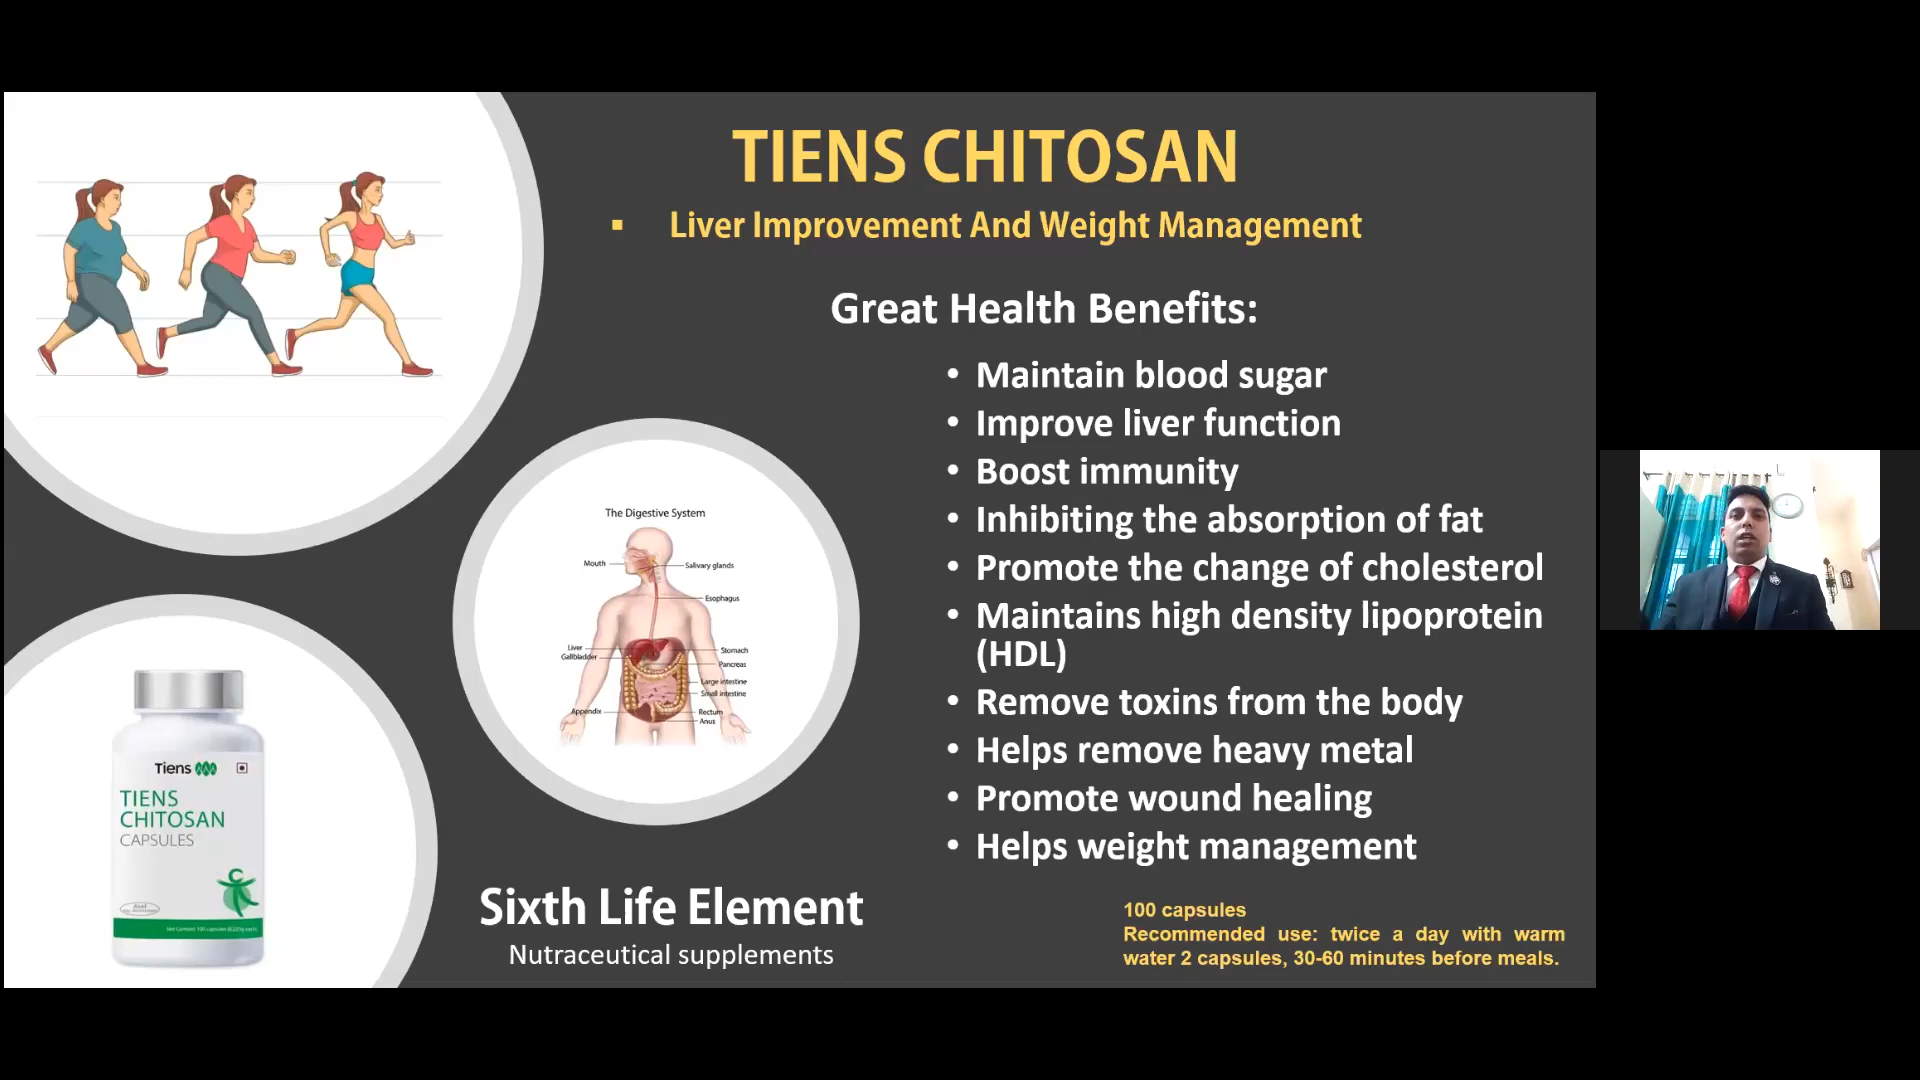 TIENS CHITOSAN
▪ Liver Improvement And Weight Management
Great Health Benefits:
• Maintain blood sugar
• Improve liver function
• Boost immunity
• Inhibiting the absorption of fat
• Promote the change of cholesterol
• Maintains high density lipoprotein
(HDL)
• Remove toxins from the body
• Helps remove heavy metal
• Promote wound healing
• Helps weight management
The Digestive System
Mouth
Salivary glands
Esophagus
Liver
Gallbladder
Stomach
Pancreas
Large intestine
Small intestine
Appendix
Rectum
Anus
Tiens
TIENS
CHITOSAN
CAPSULES
Net Content: 100 capsules
Sixth Life Element
Nutraceutical supplements
100 capsules
Recommended use: twice a day with warm
water 2 capsules, 30-60 minutes before meals.